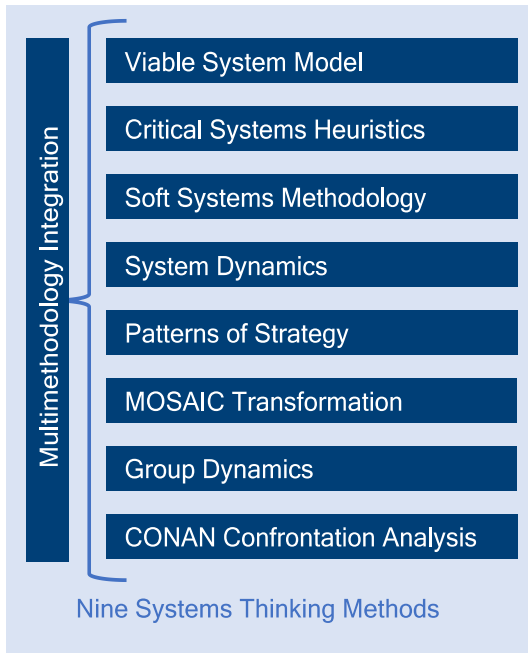 Multimethodology Integration
Viable System Model
Critical Systems Heuristics
Soft Systems Methodology
System Dynamics
Patterns of Strategy
MOSAIC Transformation
Group Dynamics
CONAN Confrontation Analysis
Nine Systems Thinking Methods